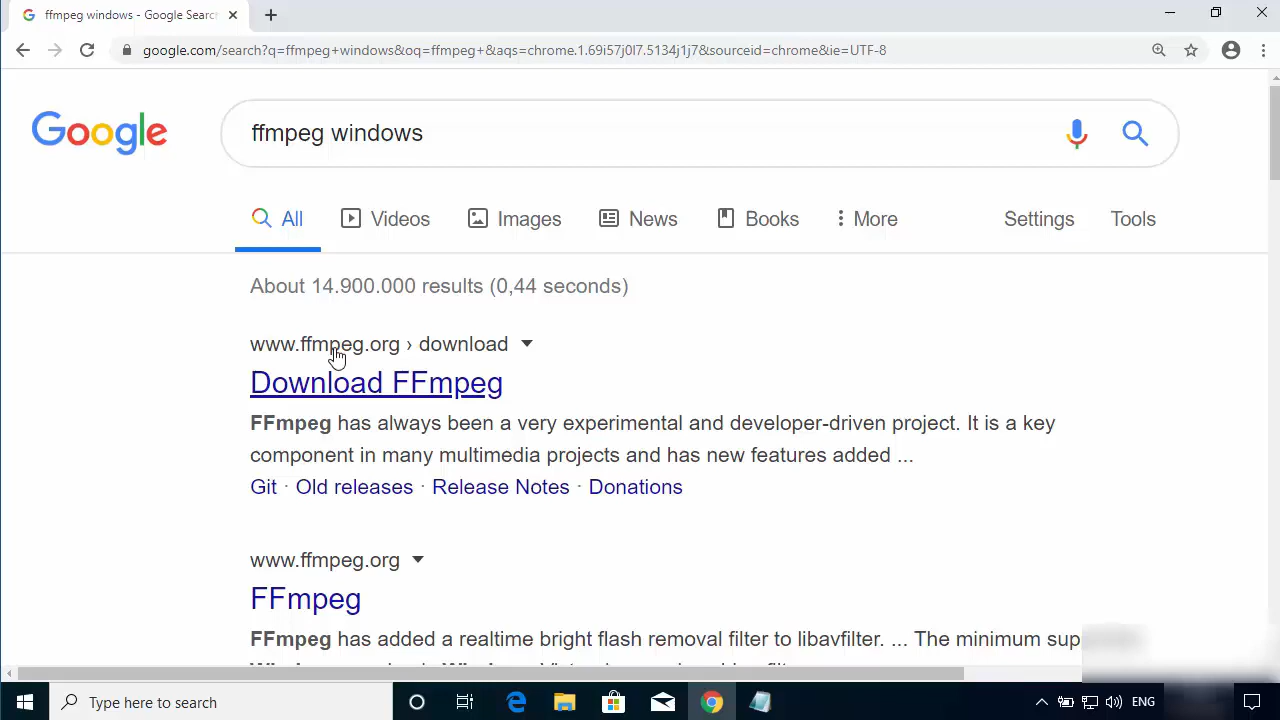 ffmpeg windows - Google Search
google.com/search?q=ffmpeg+windows&oq=ffmpeg+&aqs=chrome.1.69i57j0l7.5134j1j7&sourceid=chrome&ie=UTF-8
Google
ffmpeg windows
All Videos Images News Books More Settings Tools
About 14.900.000 results (0,44 seconds)
www.ffmpeg.org › download
Download FFmpeg
FFmpeg has always been a very experimental and developer-driven project. It is a key
component in many multimedia projects and has new features added ...
Git · Old releases · Release Notes · Donations
www.ffmpeg.org
FFmpeg
FFmpeg has added a realtime bright flash removal filter to libavfilter. ... The minimum
Type here to search
ENG